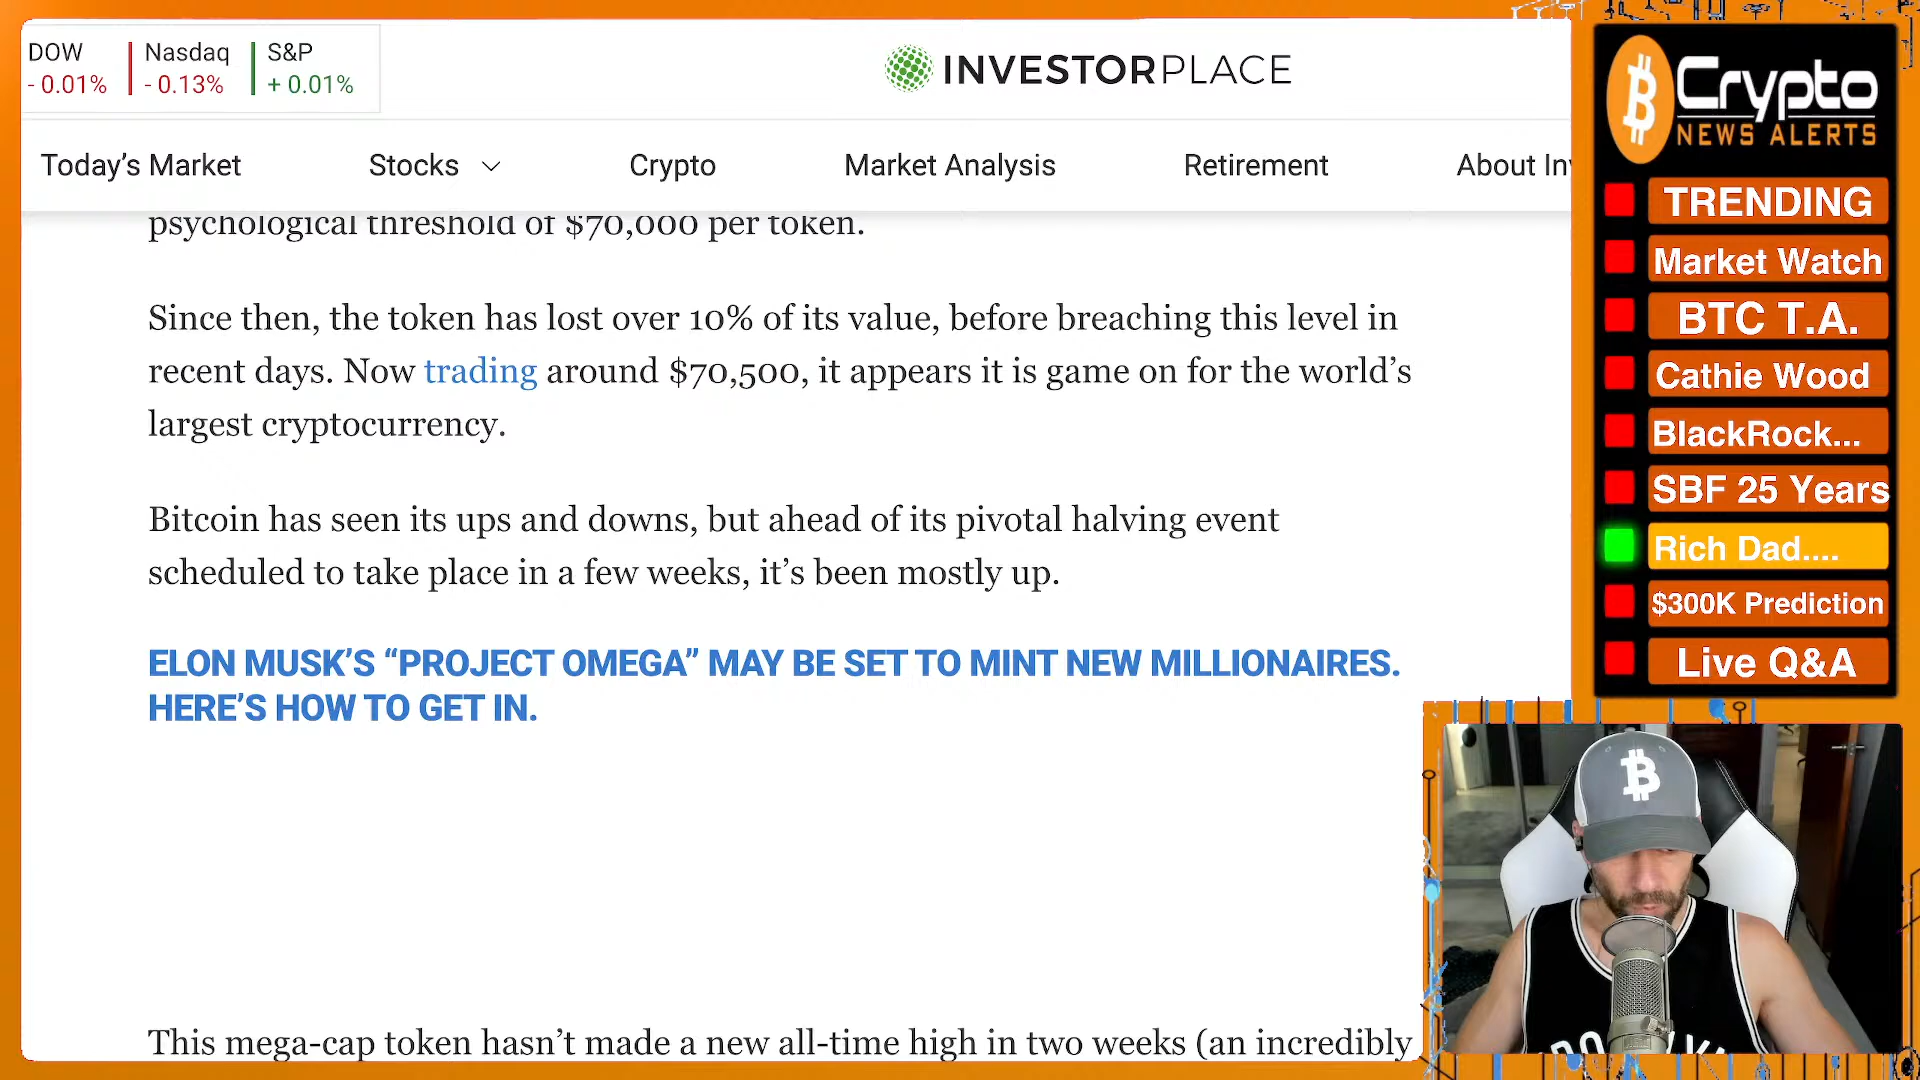 DOW
- 0.01%
Nasdaq
- 0.13%
S&P
+ 0.01%
INVESTORPLACE
Today's Market
Stocks
Crypto
Market Analysis
Retirement
About Inv
psychological threshold of $70,000 per token.
Since then, the token has lost over 10% of its value, before breaching this level in
recent days. Now trading around $70,500, it appears it is game on for the world's
largest cryptocurrency.
Bitcoin has seen its ups and downs, but ahead of its pivotal halving event
scheduled to take place in a few weeks, it's been mostly up.
ELON MUSK'S “PROJECT OMEGA” MAY BE SET TO MINT NEW MILLIONAIRES.
HERE'S HOW TO GET IN.
This mega-cap token hasn't made a new all-time high in two weeks (an incredibly
Crypto
NEWS ALERTS
TRENDING
Market Watch
BTC T.A.
Cathie Wood
BlackRock...
SBF 25 Years
Rich Dad....
$300K Prediction
Live Q&A